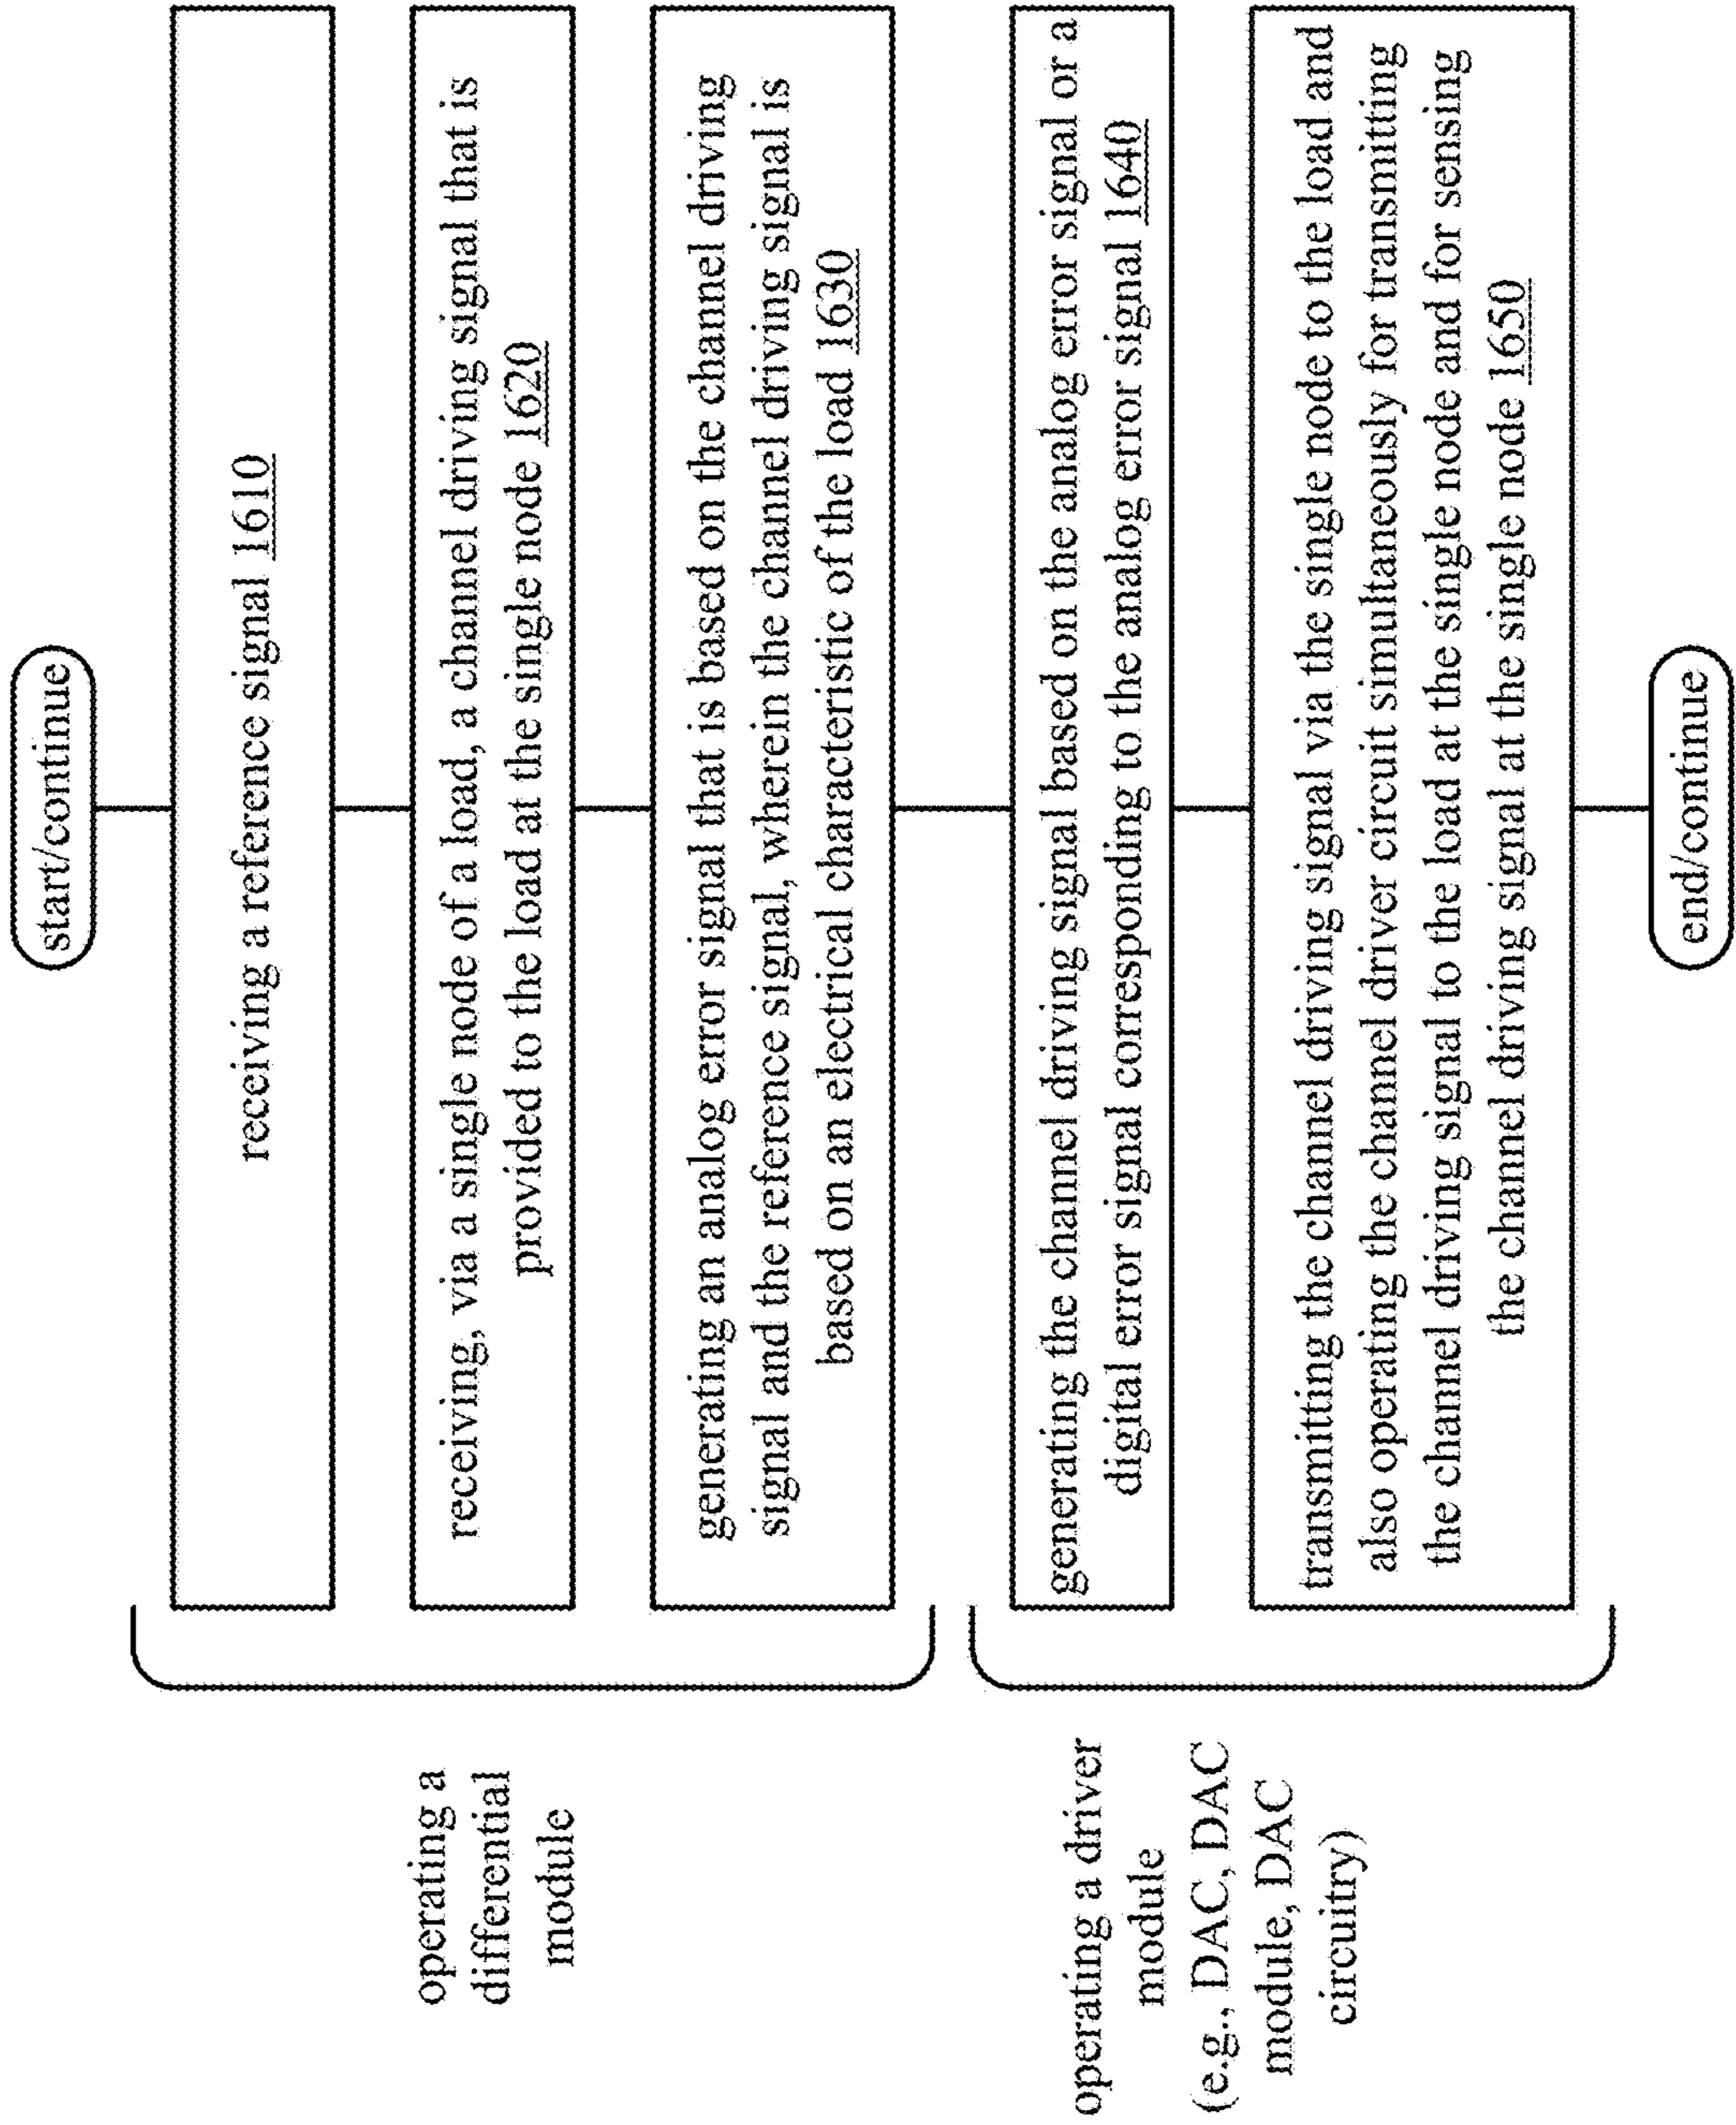 start/continue
receiving a reference signal 1610
receiving, via a single node of a load, a channel driving signal that is
provided to the load at the single node 1620
generating an analog error signal that is based on the channel driving
signal and the reference signal, wherein the channel driving signal is
based on an electrical characteristic of the load 1630
operating a
differential
module
generating the channel driving signal based on the analog error signal or a
digital error signal corresponding to the analog error signal 1640
transmitting the channel driving signal via the single node to the load and
also operating the channel driver circuit simultaneously for transmitting
the channel driving signal to the load at the single node and for sensing
the channel driving signal at the single node 1650
operating a driver
module
(e.g., DAC, DAC
module, DAC
circuitry)
end/continue